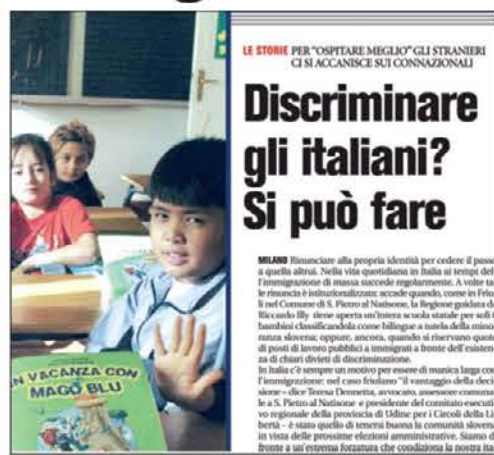 LE STORIE PER "OSPITARE MEGLIO" GLI STRANIERI
CI SI ACCANISCE SUI CONNAZIONALI
Discriminare
gli italiani?
Si può fare
MILANO Rinunciare alla propria identità per cedere il passo
a quella altrui. Nella vita quotidiana in Italia ai tempi del-
l'immigrazione di massa succede regolarmente. A volte ta-
le rinuncia è istituzionalizzata: accade quando, come in Friu-
li nel Comune di S. Pietro al Natisone, la Regione guidata da
Riccardo Illy tiene aperta un'intera scuola statale per soli
bambini classificandola come bilingue a tutela della mino-
ranza slovena; oppure, ancora, quando si riservano quote
di posti di lavoro pubblici a immigrati a fronte dell'esisten-
za di chiari divieti di discriminazione.
In Italia c'è sempre un motivo per essere di manica larga con
l'immigrazione: nel caso friulano "il vantaggio della deci-
sione – dice Teresa Dennetta, avvocato, assessore comuna-
le a S. Pietro al Natisone e presidente del comitato esecuti-
vo regionale della provincia di Udine per i Circoli della Li-
bertà – è stato quello di tenersi buona la comunità slovena
in vista delle prossime elezioni amministrative. Siamo di
fronte a un'estrema forzatura che condiziona la nostra ita-
IN VACANZA CON
MAGO BLU